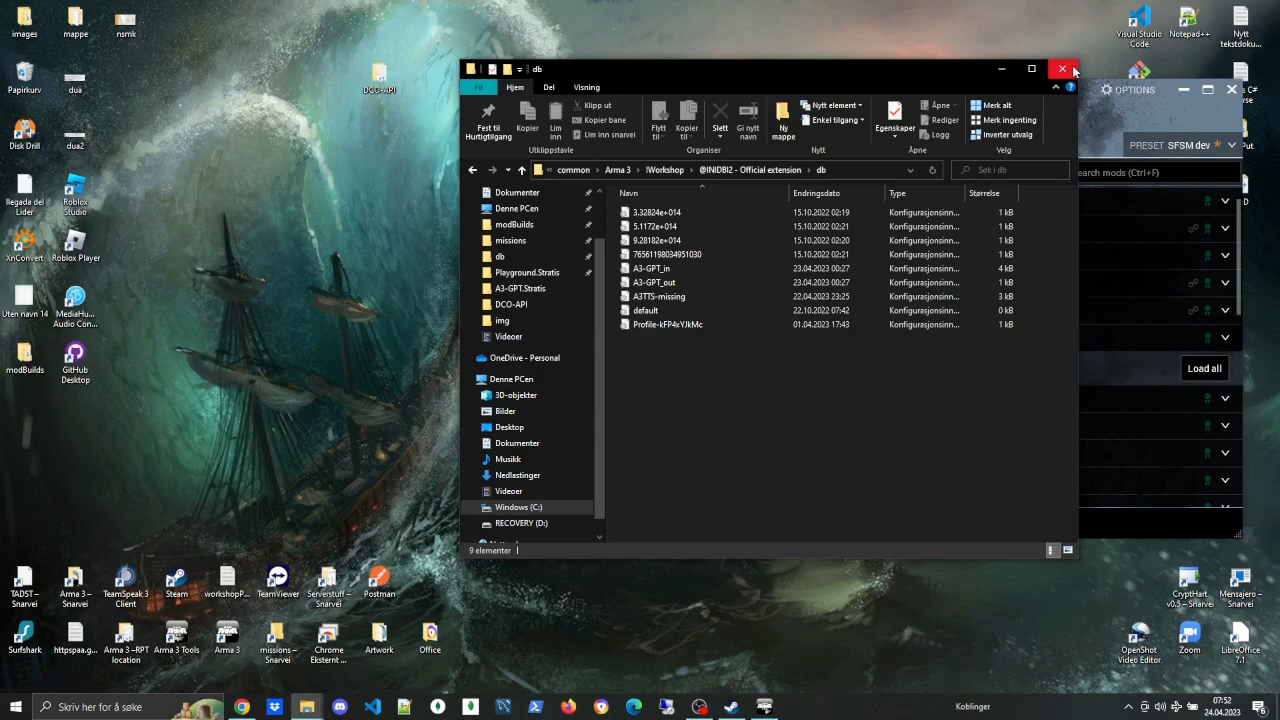 images
mappe
nsmk
Papirkurv
dua
Disk Drill
dua2
llegada del
Lider
Roblox
Studio
XnConvert
Roblox Player
Uten navn 14
MediaHu...
Audio Con...
modBuilds
GitHub
Desktop
DCO-API
Visual Studio
Code
Notepad++
Nytt
tekstdoku...
db
Fil
Hjem
Del
Visning
Fest til
Hurtigtilgang
Kopier
Lim
inn
Klipp ut
Kopier bane
Lim inn snarvei
Utklippstavle
Flytt
til
Kopier
til
Slett
Gi nytt
navn
Organiser
Ny
mappe
Nytt element
Enkel tilgang
Nytt
Egenskaper
Åpne
Rediger
Logg
Åpne
Merk alt
Merk ingenting
Inverter utvalg
Velg
« common > Arma 3 > !Workshop > @INIDBI2 - Official extension > db
Søk i db
Dokumenter
Denne PCen
modBuilds
missions
db
Playground.Stratis
A3-GPT.Stratis
DCO-API
img
Videoer
OneDrive - Personal
Denne PCen
3D-objekter
Bilder
Desktop
Dokumenter
Musikk
Nedlastinger
Videoer
Windows (C:)
RECOVERY (D:)
Navn Endringsdato Type Størrelse
3.32824e+014 15.10.2022 02:19 Konfigurasjonsinn... 1 kB
5.1172e+014 15.10.2022 02:21 Konfigurasjonsinn... 1 kB
9.28182e+014 15.10.2022 02:20 Konfigurasjonsinn... 1 kB
76561198034951030 15.10.2022 02:21 Konfigurasjonsinn... 1 kB
A3-GPT_in 23.04.2023 00:27 Konfigurasjonsinn... 4 kB
A3-GPT_out 23.04.2023 00:27 Konfigurasjonsinn... 1 kB
A3TTS-missing 22.04.2023 23:25 Konfigurasjonsinn... 3 kB
default 22.10.2022 07:42 Konfigurasjonsinn... 0 kB
Profile-kFP4xYJkMc 01.04.2023 17:43 Konfigurasjonsinn... 1 kB
9 elementer
OPTIONS
PRESET SFSM dev *
earch mods (Ctrl+F)
Load all
TADST –
Snarvei
Arma 3 –
Snarvei
TeamSpeak 3
Client
Steam
workshopP...
TeamViewer
Serverstuff –
Snarvei
Postman
Surfshark
httpspaa.g...
Arma 3 –RPT
location
Arma 3 Tools
Arma 3
missions –
Snarvei
Chrome
Eksternt ...
Artwork
Office
CryptHart
v0.5 – Snarvei
Mensajero –
Snarvei
OpenShot
Video Editor
Zoom
LibreOffice
7.1
Skriv her for å søke
Koblinger
07:52
24.04.2023